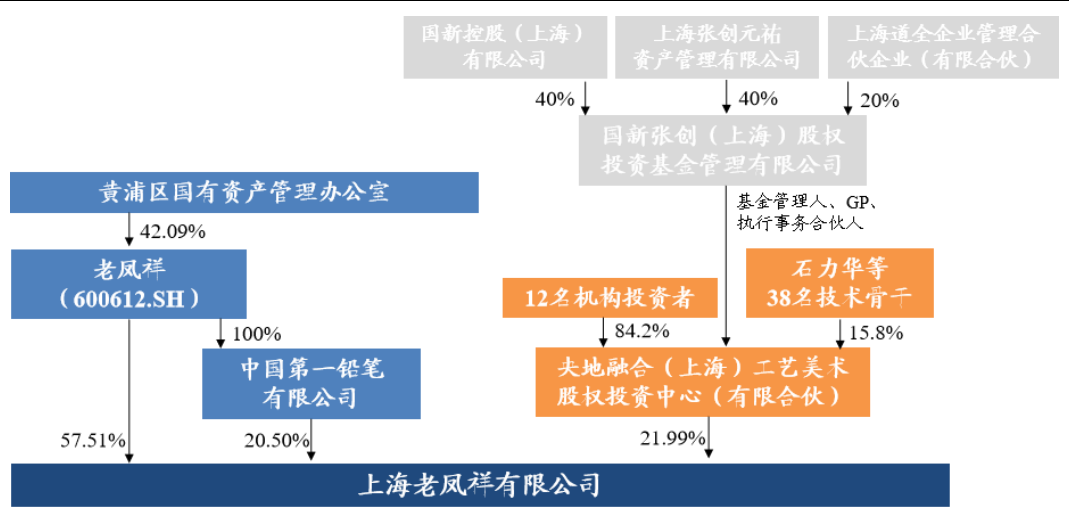 国新控股（上海）
有限公司
上海张创元祐
资产管理有限公司
上海道全企业管理合
伙企业（有限合伙）
40%
40%
20%
国新张创（上海）股权
投资基金管理有限公司
黄浦区国有资产管理办公室
基金管理人、GP、
执行事务合伙人
42.09%
老凤祥
（600612.SH）
12名机构投资者
石力华等
38名技术骨干
100%
84.2%
15.8%
中国第一铅笔
有限公司
央地融合（上海）工艺美术
股权投资中心（有限合伙）
57.51%
20.50%
21.99%
上海老凤祥有限公司